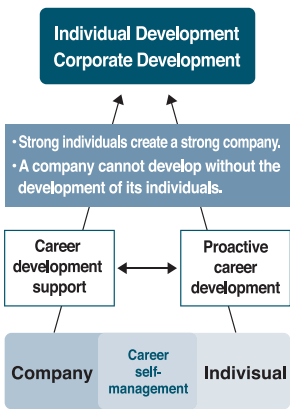 Individual Development
Corporate Development
・Strong individuals create a strong company.
・A company cannot develop without the
development of its individuals.
Career
development
support
Proactive
career
development
Company
Career
self-
management
Indivisual